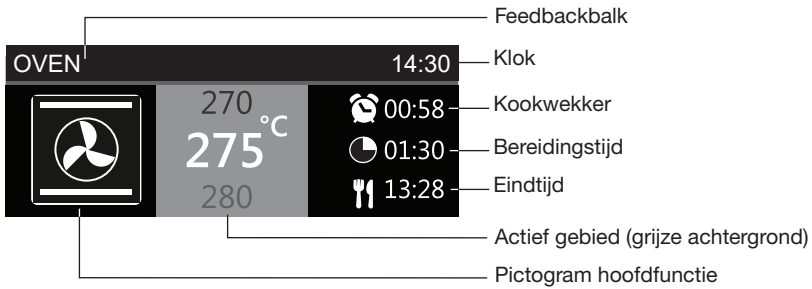 Feedbackbalk
OVEN 14:30
Klok
270
275 °C
280
00:58
Kookwekker
01:30
Bereidingstijd
13:28
Eindtijd
Actief gebied (grijze achtergrond)
Pictogram hoofdfunctie